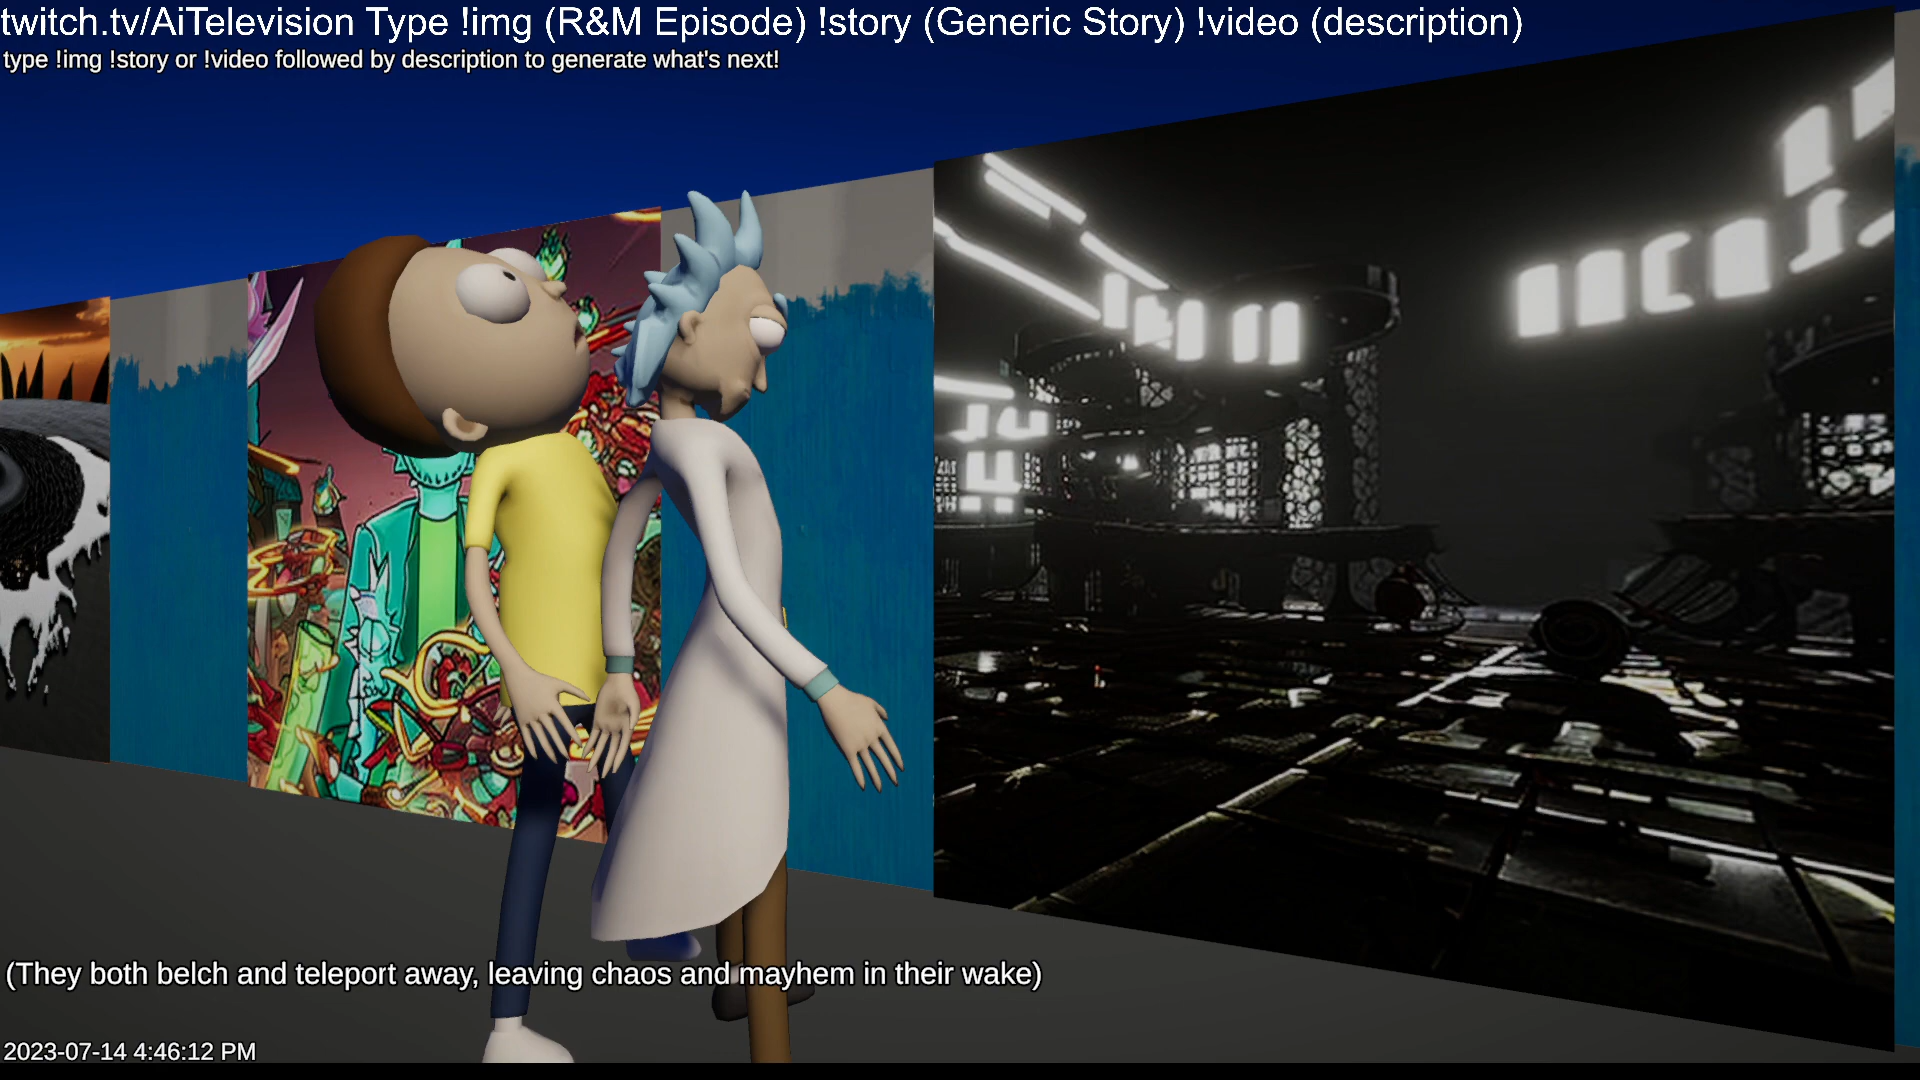 twitch.tv/AiTelevision Type !img (R&M Episode) !story (Generic Story) !video (description)
type !img !story or !video followed by description to generate what's next!
(They both belch and teleport away, leaving chaos and mayhem in their wake)
2023-07-14 4:46:12 PM